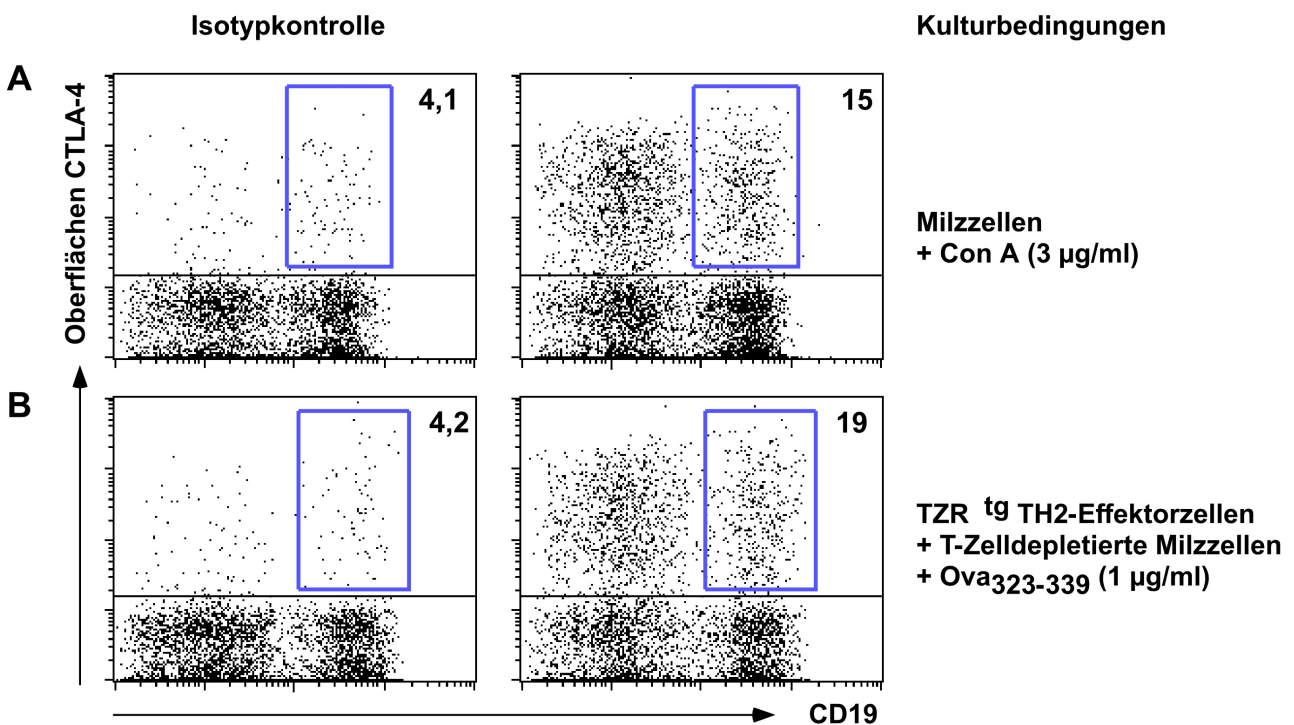 Isotypkontrolle
Kulturbedingungen
A
Oberflächen CTLA-4
4,1
15
Milzzellen
+ Con A (3 µg/ml)
B
4,2
19
TZR tg TH2-Effektorzellen
+ T-Zelldepletierte Milzzellen
+ Ova323-339 (1 µg/ml)
CD19